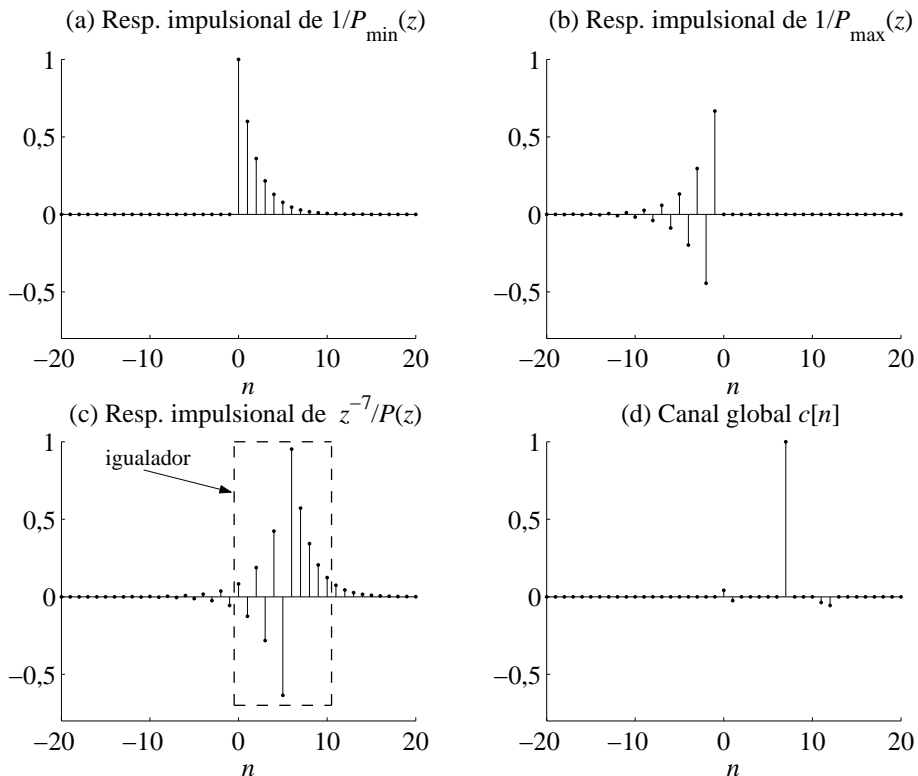 (a) Resp. impulsional de 1/P_min(z)
1
0,5
0
−0,5
−20 −10 0 10 20
n
(b) Resp. impulsional de 1/P_max(z)
1
0,5
0
−0,5
−20 −10 0 10 20
n
(c) Resp. impulsional de z^−7/P(z)
1
igualador
0,5
0
−0,5
−20 −10 0 10 20
n
(d) Canal global c[n]
1
0,5
0
−0,5
−20 −10 0 10 20
n